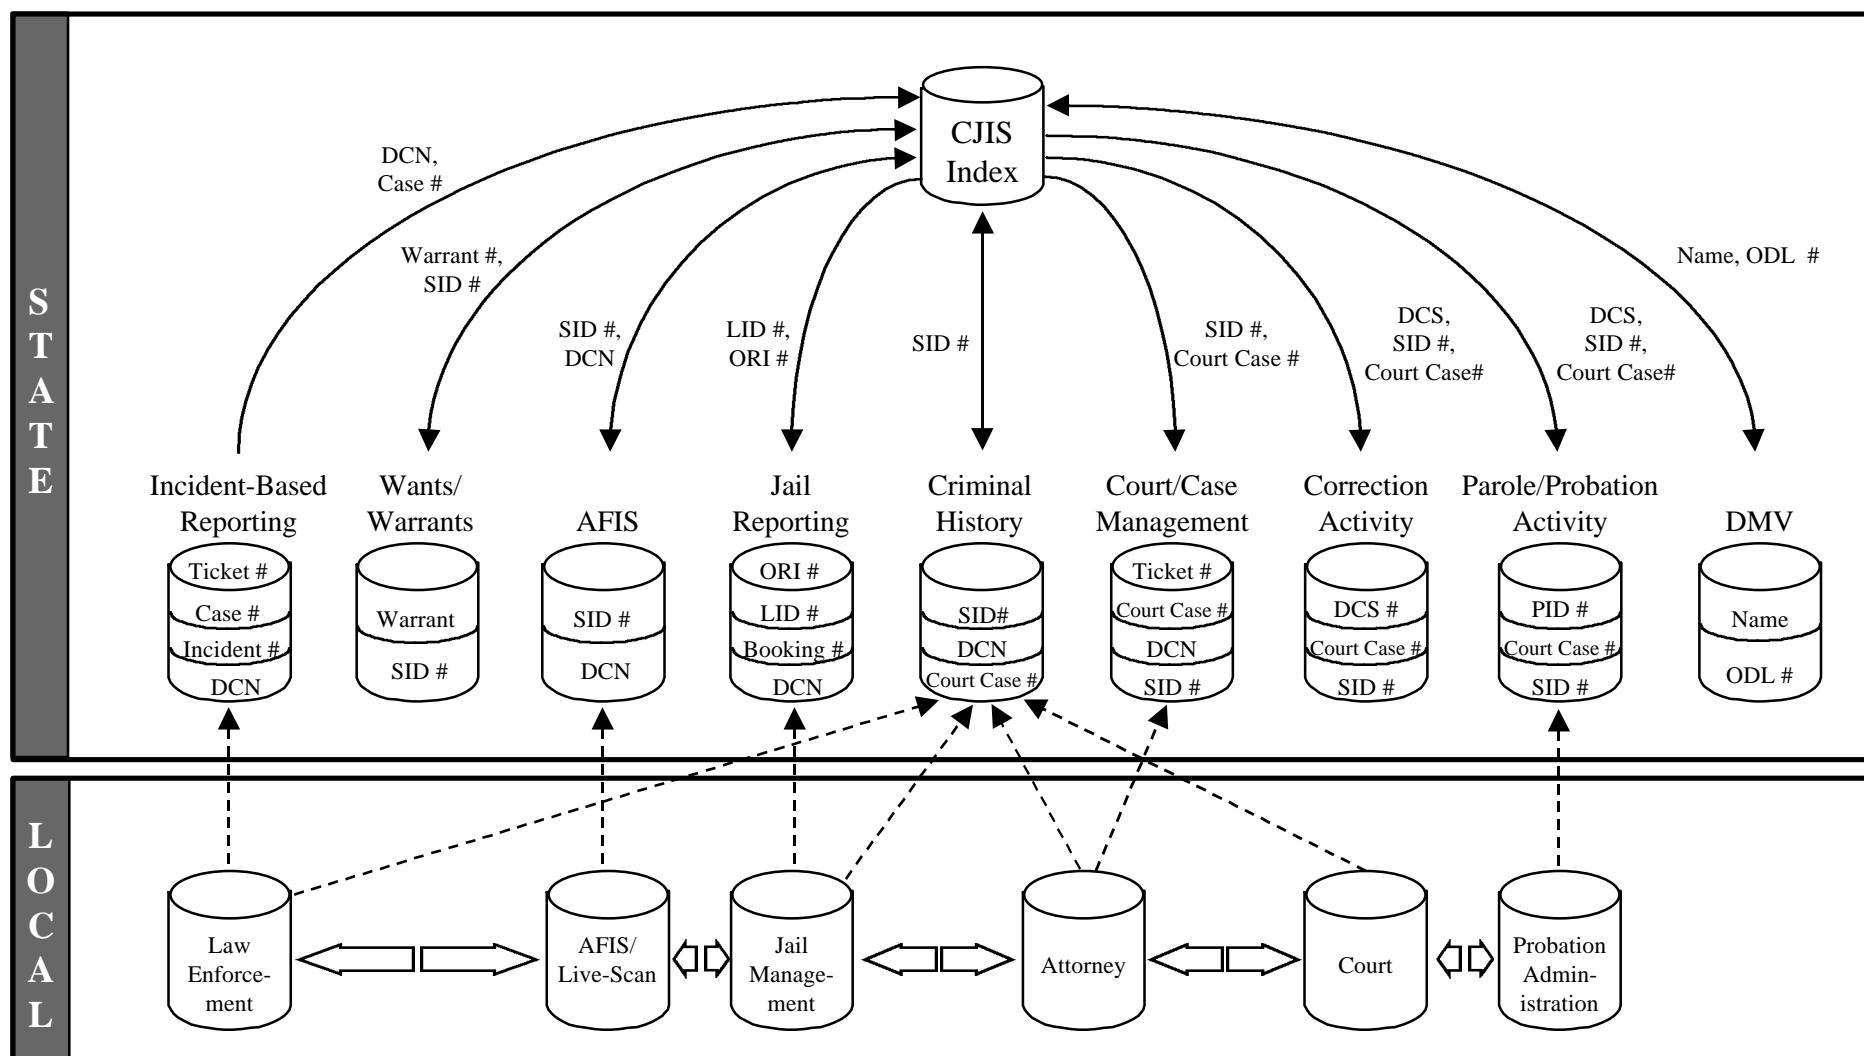 STATE
CJIS
Index
DCN,
Case #
Warrant #,
SID #
SID #,
DCN
LID #,
ORI #
SID #
SID #,
Court Case #
DCS,
SID #,
Court Case#
DCS,
SID #,
Court Case#
Name, ODL #
Incident-Based
Reporting
Wants/
Warrants
AFIS
Jail
Reporting
Criminal
History
Court/Case
Management
Correction
Activity
Parole/Probation
Activity
DMV
Ticket #
Case #
Incident #
DCN
Warrant
SID #
SID #
DCN
ORI #
LID #
Booking #
DCN
SID#
DCN
Court Case #
Ticket #
Court Case #
DCN
SID #
DCS #
Court Case #
SID #
PID #
Court Case #
SID #
Name
ODL #
LOCAL
Law
Enforce-
ment
AFIS/
Live-Scan
Jail
Manage-
ment
Attorney
Court
Probation
Admin-
istration